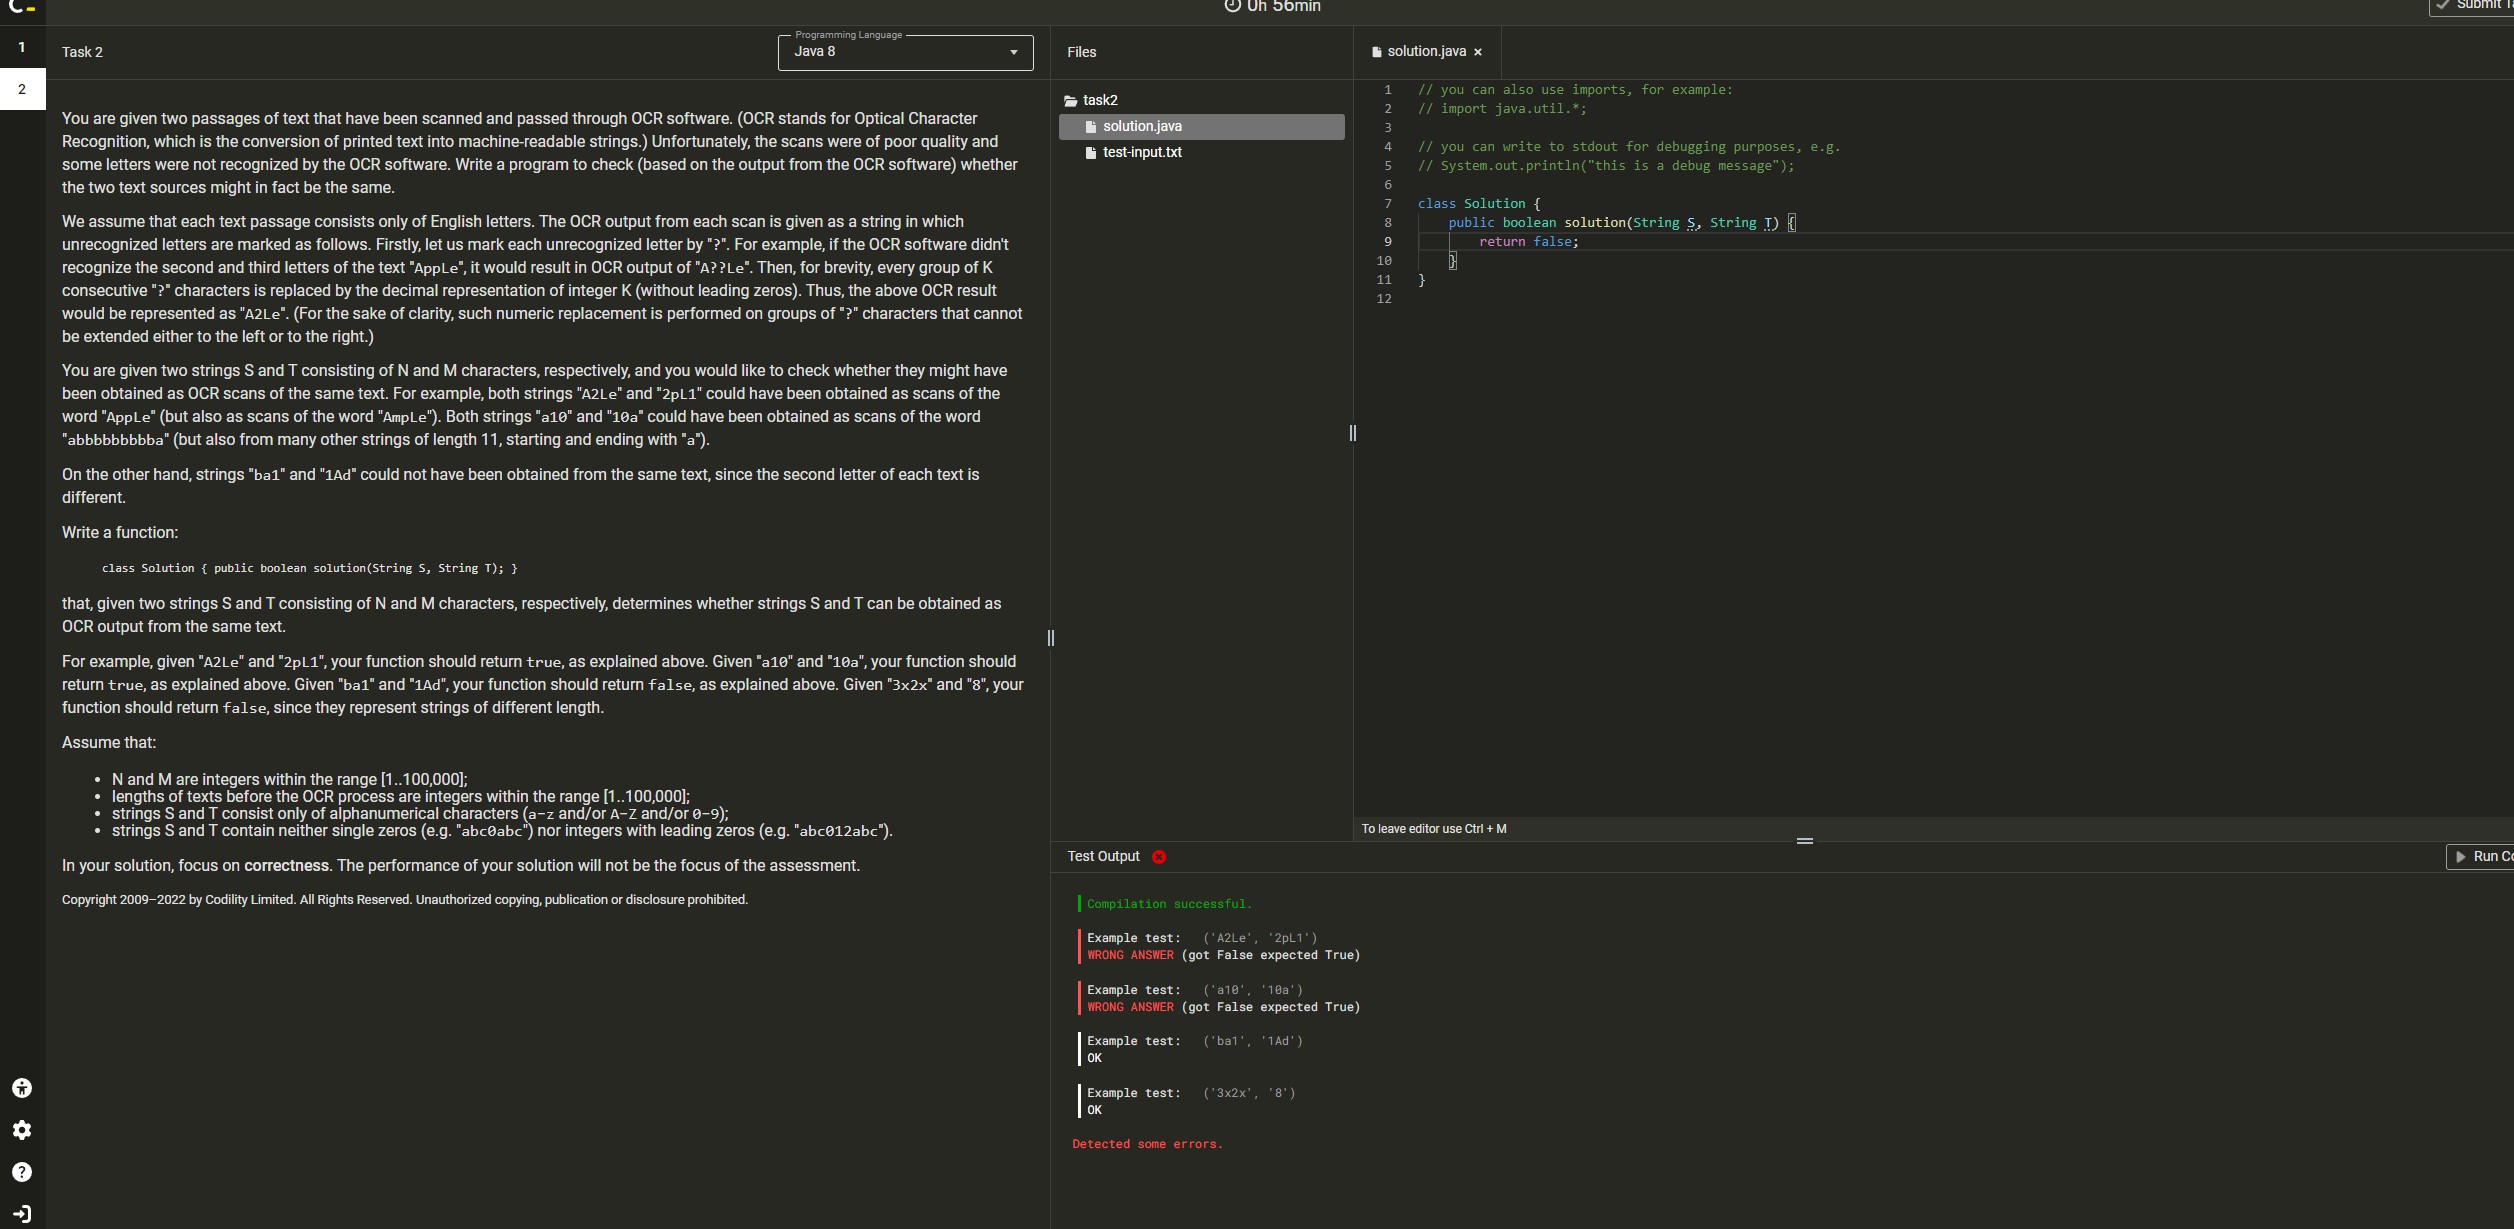 0h 56min
Submit
1
2
Task 2
Programming Language
Java 8
Files
solution.java ×
task2
solution.java
test-input.txt
You are given two passages of text that have been scanned and passed through OCR software. (OCR stands for Optical Character
Recognition, which is the conversion of printed text into machine-readable strings.) Unfortunately, the scans were of poor quality and
some letters were not recognized by the OCR software. Write a program to check (based on the output from the OCR software) whether
the two text sources might in fact be the same.
We assume that each text passage consists only of English letters. The OCR output from each scan is given as a string in which
unrecognized letters are marked as follows. Firstly, let us mark each unrecognized letter by "?". For example, if the OCR software didn't
recognize the second and third letters of the text "AppLe", it would result in OCR output of "A??Le". Then, for brevity, every group of K
consecutive "?" characters is replaced by the decimal representation of integer K (without leading zeros). Thus, the above OCR result
would be represented as "A2Le". (For the sake of clarity, such numeric replacement is performed on groups of "?" characters that cannot
be extended either to the left or to the right.)
You are given two strings S and T consisting of N and M characters, respectively, and you would like to check whether they might have
been obtained as OCR scans of the same text. For example, both strings "A2Le" and "2pL1" could have been obtained as scans of the
word "AppLe" (but also as scans of the word "AmpLe"). Both strings "a10" and "10a" could have been obtained as scans of the word
"abbbbbbbbba" (but also from many other strings of length 11, starting and ending with "a").
On the other hand, strings "ba1" and "1Ad" could not have been obtained from the same text, since the second letter of each text is
different.
Write a function:
class Solution { public boolean solution(String S, String T); }
that, given two strings S and T consisting of N and M characters, respectively, determines whether strings S and T can be obtained as
OCR output from the same text.
For example, given "A2Le" and "2pL1", your function should return true, as explained above. Given "a10" and "10a", your function should
return true, as explained above. Given "ba1" and "1Ad", your function should return false, as explained above. Given "3x2x" and "8", your
function should return false, since they represent strings of different length.
Assume that:
• N and M are integers within the range [1..100,000];
• lengths of texts before the OCR process are integers within the range [1..100,000];
• strings S and T consist only of alphanumerical characters (a-z and/or A-Z and/or 0-9);
• strings S and T contain neither single zeros (e.g. "abc0abc") nor integers with leading zeros (e.g. "abc012abc").
In your solution, focus on correctness. The performance of your solution will not be the focus of the assessment.
Copyright 2009–2022 by Codility Limited. All Rights Reserved. Unauthorized copying, publication or disclosure prohibited.
1 // you can also use imports, for example:
2 // import java.util.*;
3
4 // you can write to stdout for debugging purposes, e.g.
5 // System.out.println("this is a debug message");
6
7 class Solution {
8 public boolean solution(String S, String T) {
9 return false;
10 }
11 }
12
To leave editor use Ctrl + M
Test Output
Run
Compilation successful.
Example test: ('A2Le', '2pL1')
WRONG ANSWER (got False expected True)
Example test: ('a10', '10a')
WRONG ANSWER (got False expected True)
Example test: ('ba1', '1Ad')
OK
Example test: ('3x2x', '8')
OK
Detected some errors.